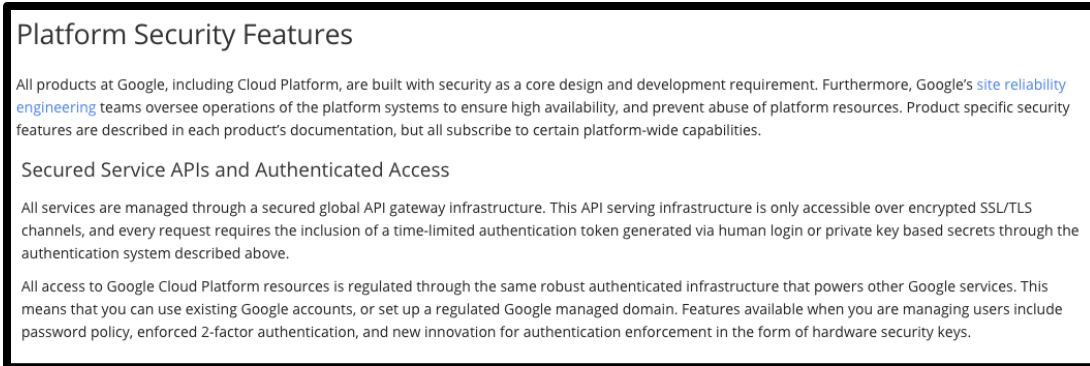 Platform Security Features
All products at Google, including Cloud Platform, are built with security as a core design and development requirement. Furthermore, Google's site reliability
engineering teams oversee operations of the platform systems to ensure high availability, and prevent abuse of platform resources. Product specific security
features are described in each product's documentation, but all subscribe to certain platform-wide capabilities.
Secured Service APIs and Authenticated Access
All services are managed through a secured global API gateway infrastructure. This API serving infrastructure is only accessible over encrypted SSL/TLS
channels, and every request requires the inclusion of a time-limited authentication token generated via human login or private key based secrets through the
authentication system described above.
All access to Google Cloud Platform resources is regulated through the same robust authenticated infrastructure that powers other Google services. This
means that you can use existing Google accounts, or set up a regulated Google managed domain. Features available when you are managing users include
password policy, enforced 2-factor authentication, and new innovation for authentication enforcement in the form of hardware security keys.